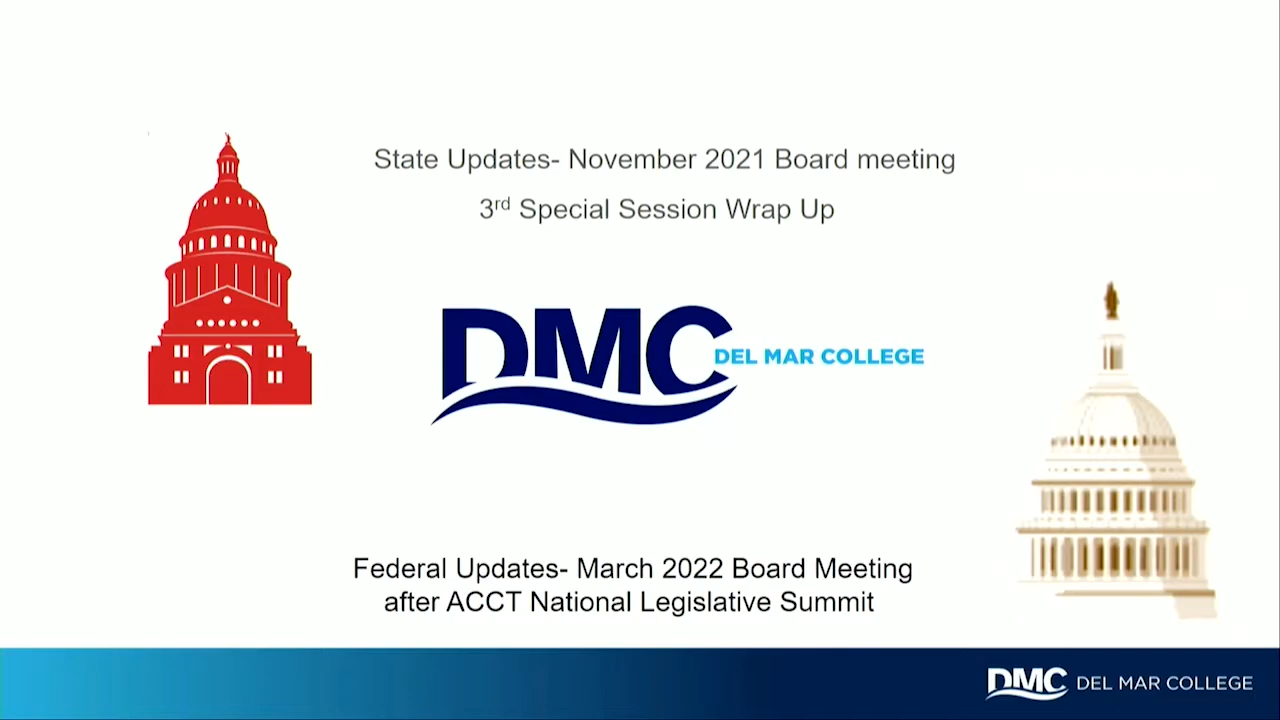 State Updates- November 2021 Board meeting
3rd Special Session Wrap Up
DMC
DEL MAR COLLEGE
Federal Updates- March 2022 Board Meeting
after ACCT National Legislative Summit
DMC DEL MAR COLLEGE